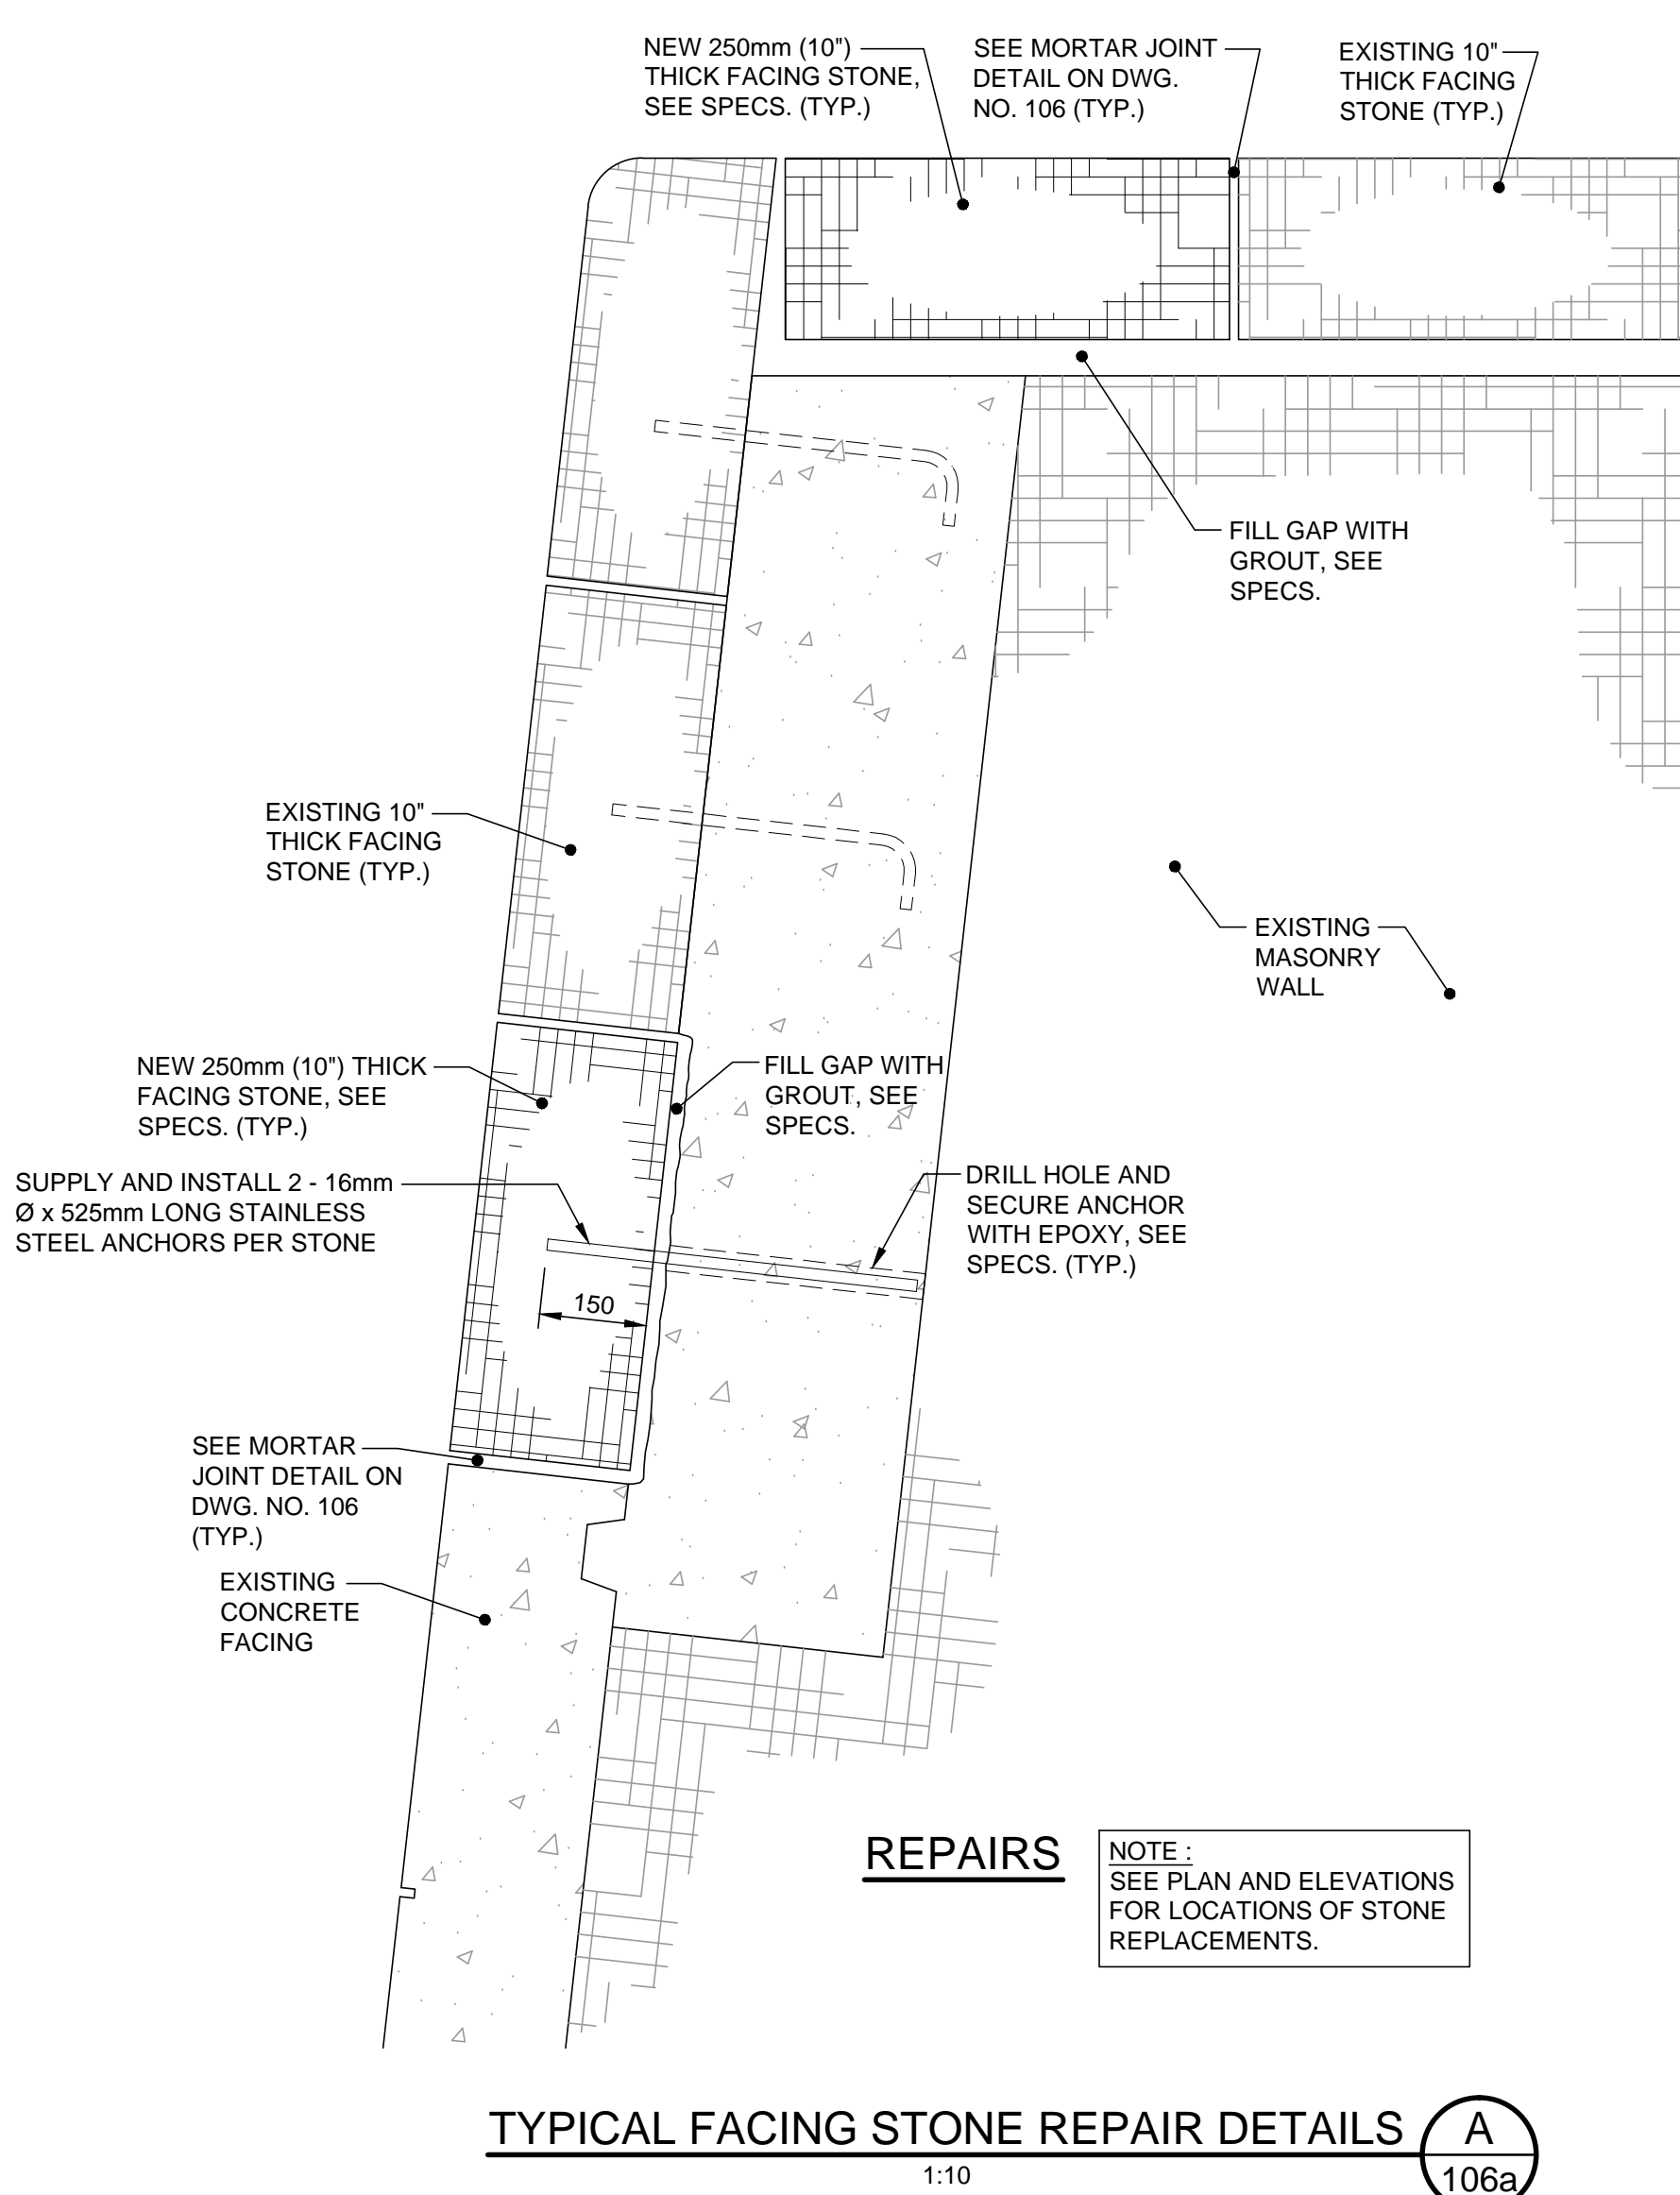 NEW 250mm (10")
THICK FACING STONE,
SEE SPECS. (TYP.)
SEE MORTAR JOINT
DETAIL ON DWG.
NO. 106 (TYP.)
EXISTING 10"
THICK FACING
STONE (TYP.)
FILL GAP WITH
GROUT, SEE
SPECS.
EXISTING 10"
THICK FACING
STONE (TYP.)
EXISTING
MASONRY
WALL
NEW 250mm (10") THICK
FACING STONE, SEE
SPECS. (TYP.)
FILL GAP WITH
GROUT, SEE
SPECS.
SUPPLY AND INSTALL 2 - 16mm
Ø x 525mm LONG STAINLESS
STEEL ANCHORS PER STONE
DRILL HOLE AND
SECURE ANCHOR
WITH EPOXY, SEE
SPECS. (TYP.)
150
SEE MORTAR
JOINT DETAIL ON
DWG. NO. 106
(TYP.)
EXISTING
CONCRETE
FACING
REPAIRS
NOTE :
SEE PLAN AND ELEVATIONS
FOR LOCATIONS OF STONE
REPLACEMENTS.
TYPICAL FACING STONE REPAIR DETAILS
1:10
A
106a